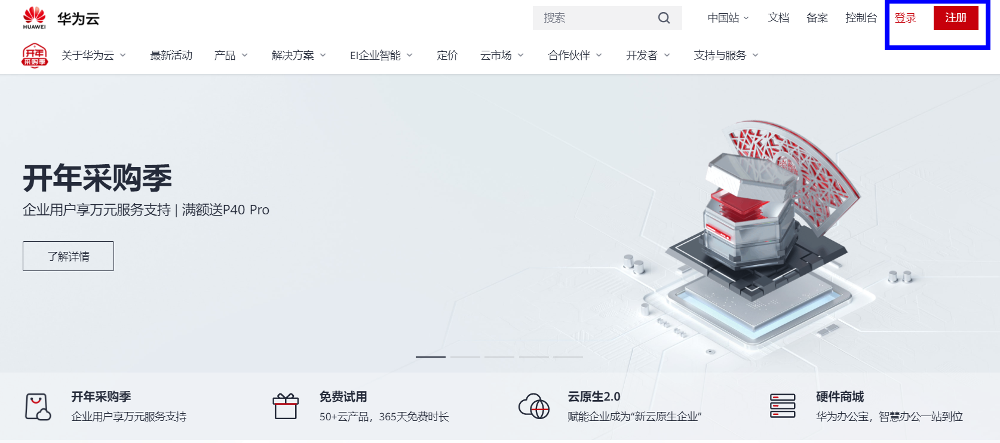 HUAWEI
华为云
搜索
中国站
文档
备案
控制台
登录
注册
开年
采购季
关于华为云
最新活动
产品
解决方案
EI企业智能
定价
云市场
合作伙伴
开发者
支持与服务
开年采购季
企业用户享万元服务支持 | 满额送P40 Pro
了解详情
开年采购季
企业用户享万元服务支持
免费试用
50+云产品，365天免费时长
云原生2.0
赋能企业成为“新云原生企业”
硬件商城
华为办公宝，智慧办公一站到位